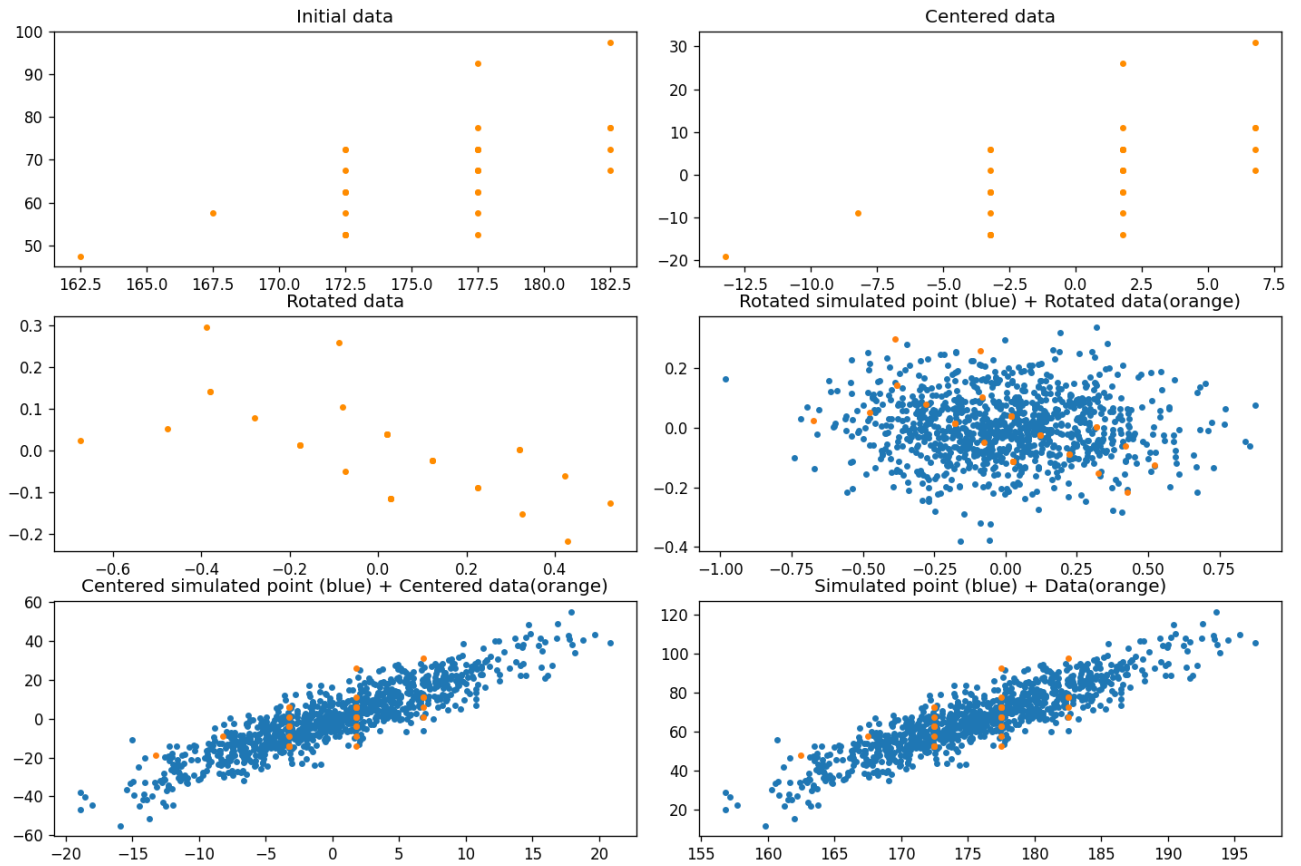 Initial data
100
90
80
70
60
50
162.5 165.0 167.5 170.0 172.5 175.0 177.5 180.0 182.5
Centered data
30
20
10
0
−10
−20
−12.5 −10.0 −7.5 −5.0 −2.5 0.0 2.5 5.0 7.5
Rotated data
0.3
0.2
0.1
0.0
−0.1
−0.2
−0.6 −0.4 −0.2 0.0 0.2 0.4
Rotated simulated point (blue) + Rotated data(orange)
0.2
0.0
−0.2
−0.4
−1.00 −0.75 −0.50 −0.25 0.00 0.25 0.50 0.75
Centered simulated point (blue) + Centered data(orange)
60
40
20
0
−20
−40
−60
−20 −15 −10 −5 0 5 10 15 20
Simulated point (blue) + Data(orange)
120
100
80
60
40
20
155 160 165 170 175 180 185 190 195